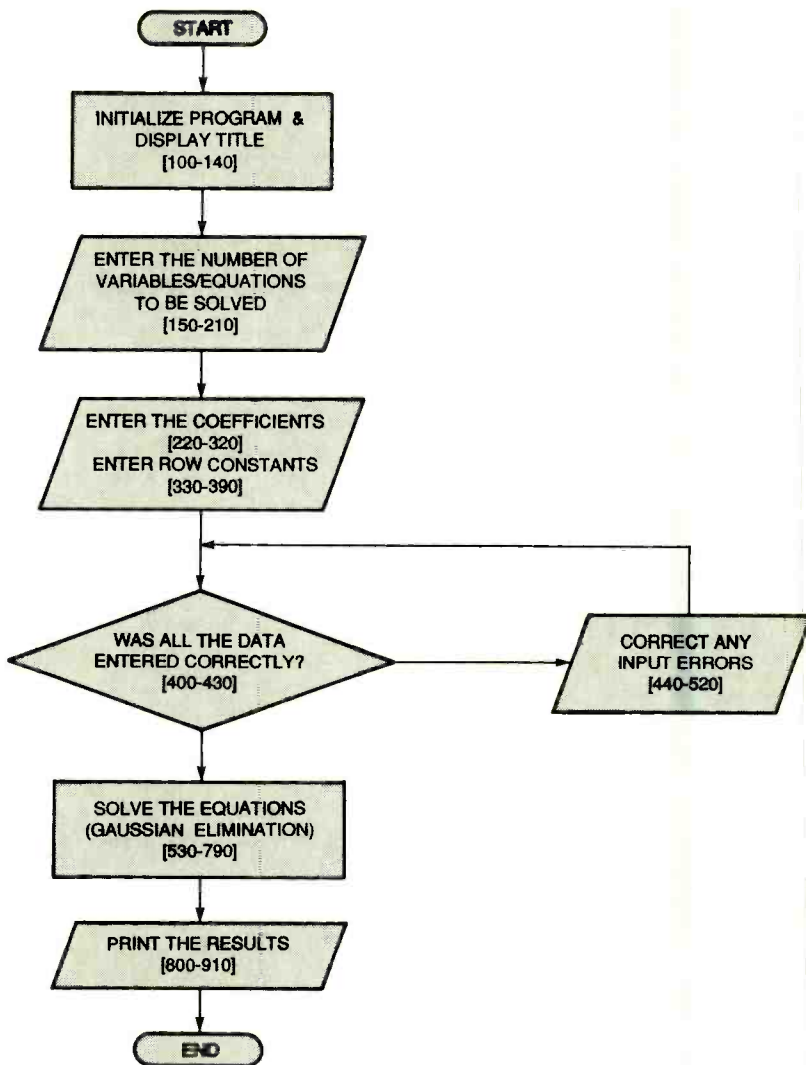 START
INITIALIZE PROGRAM &
DISPLAY TITLE
[100-140]
ENTER THE NUMBER OF
VARIABLES/EQUATIONS
TO BE SOLVED
[150-210]
ENTER THE COEFFICIENTS
[220-320]
ENTER ROW CONSTANTS
[330-390]
WAS ALL THE DATA
ENTERED CORRECTLY?
[400-430]
CORRECT ANY
INPUT ERRORS
[440-520]
SOLVE THE EQUATIONS
(GAUSSIAN ELIMINATION)
[530-790]
PRINT THE RESULTS
[800-910]
END